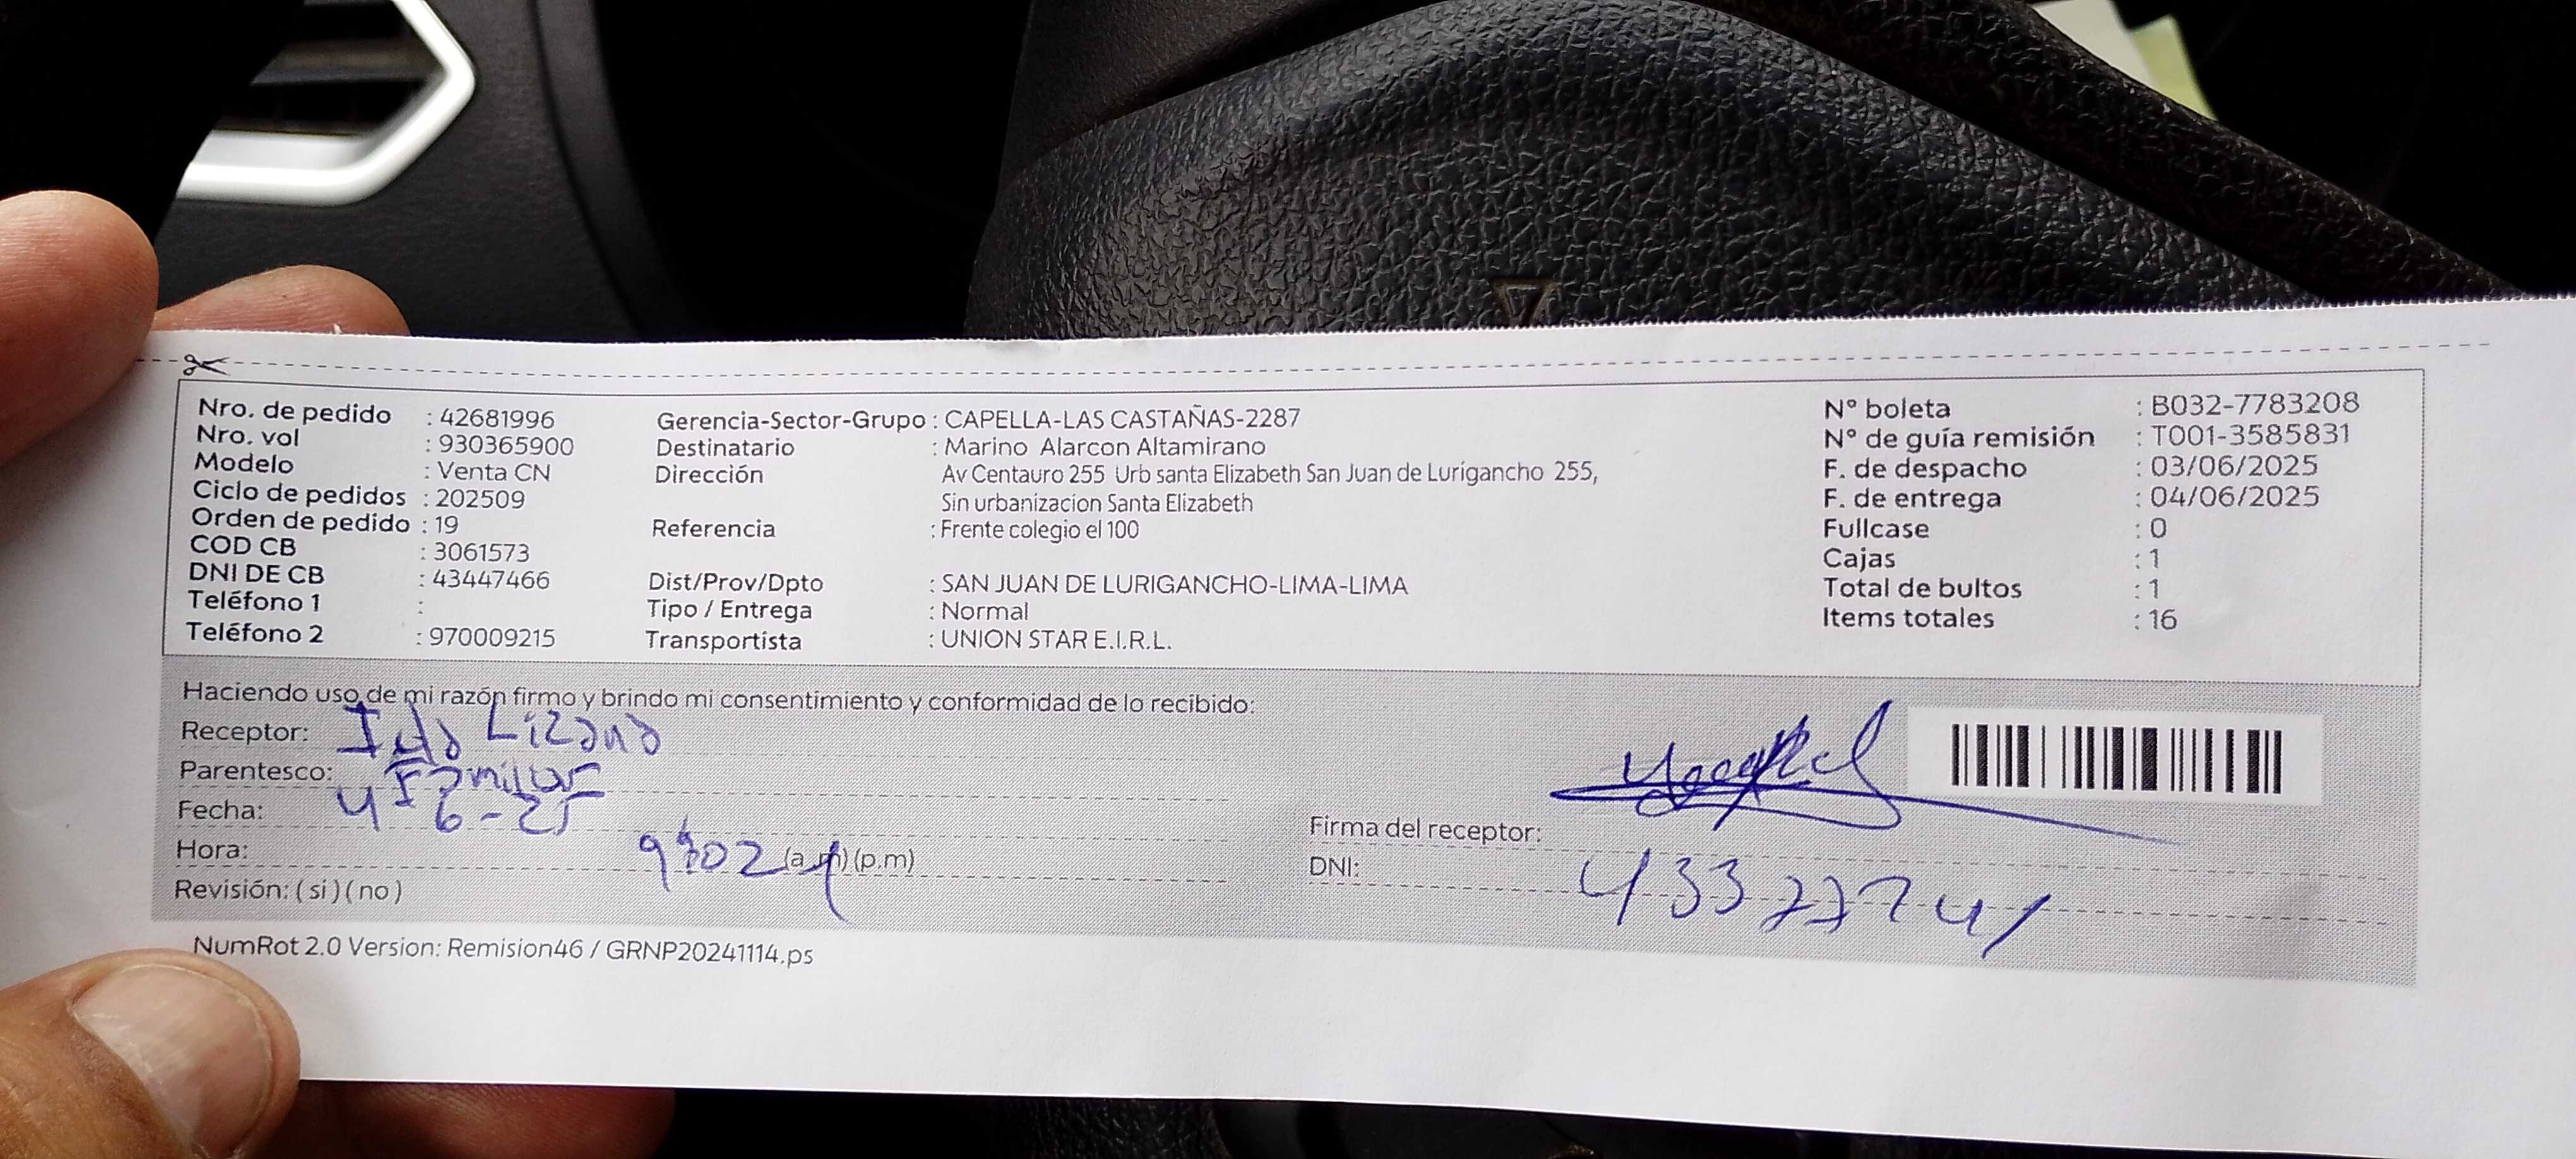 Nro. de pedido : 42681996
Nro. vol : 930365900
Modelo : Venta CN
Ciclo de pedidos : 202509
Orden de pedido : 19
COD CB : 3061573
DNI DE CB : 43447466
Teléfono 1 :
Teléfono 2 : 970009215
Gerencia-Sector-Grupo : CAPELLA-LAS CASTAÑAS-2287
Destinatario : Marino Alarcon Altamirano
Dirección Av Centauro 255 Urb santa Elizabeth San Juan de Lurigancho 255,
Sin urbanizacion Santa Elizabeth
Referencia : Frente colegio el 100
Dist/Prov/Dpto : SAN JUAN DE LURIGANCHO-LIMA-LIMA
Tipo / Entrega : Normal
Transportista : UNION STAR E.I.R.L.
N° boleta : B032-7783208
N° de guía remisión : T001-3585831
F. de despacho : 03/06/2025
F. de entrega : 04/06/2025
Fullcase : 0
Cajas : 1
Total de bultos : 1
Items totales : 16
Haciendo uso de mi razón firmo y brindo mi consentimiento y conformidad de lo recibido:
Receptor: Lizana
Parentesco: Familiar
Fecha: 4-6-25
Hora: 9:02 (a.m) (p.m)
Revisión: ( si ) ( no )
Firma del receptor:
DNI:
NumRot 2.0 Version: Remision46 / GRNP20241114.ps